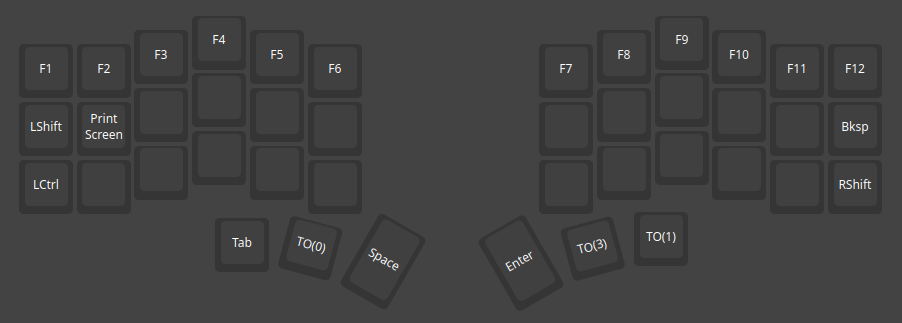 F1 F2 F3 F4 F5 F6 F7 F8 F9 F10 F11 F12
LShift Print Screen Bksp
LCtrl RShift
Tab TO(0) Space Enter TO(3) TO(1)